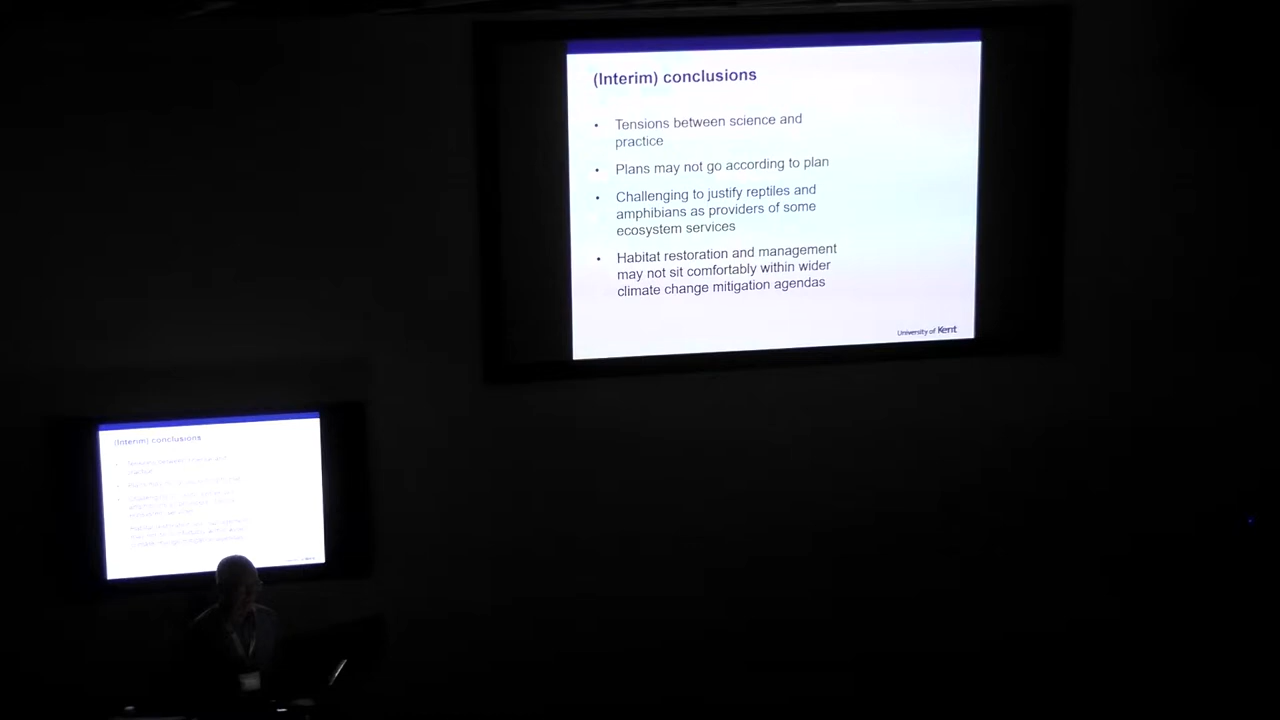 (Interim) conclusions
• Tensions between science and
practice
• Plans may not go according to plan
• Challenging to justify reptiles and
amphibians as providers of some
ecosystem services
• Habitat restoration and management
may not sit comfortably within wider
climate change mitigation agendas
University of Kent
(Interim) conclusions